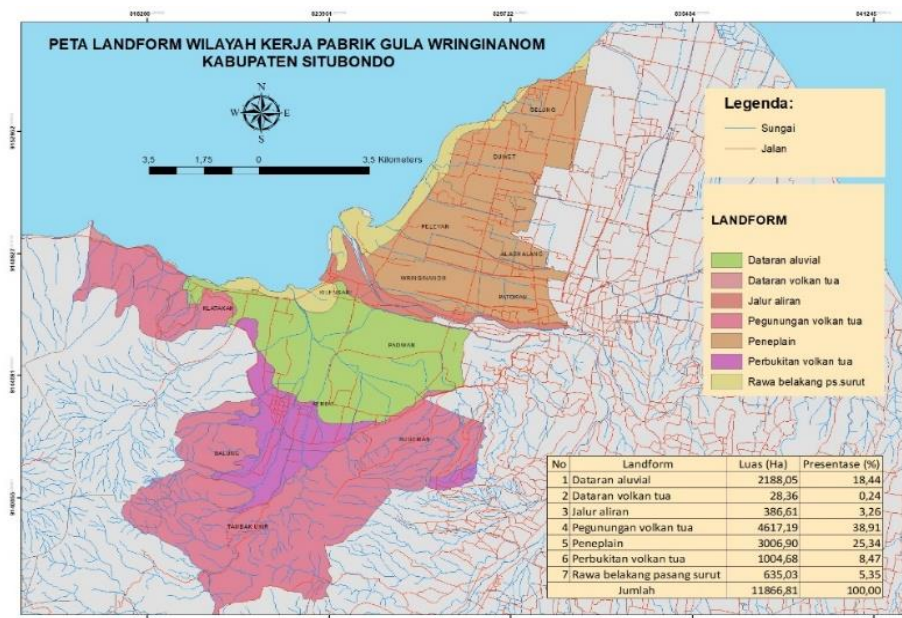 PETA LANDFORM WILAYAH KERJA PABRIK GULA WRINGINANOM
KABUPATEN SITUBONDO
N
W E
S
3,5 1,75 0 3,5 Kilometers
Legenda:
Sungai
Jalan
LANDFORM
Dataran aluvial
Dataran volkan tua
Jalur aliran
Pegunungan volkan tua
Peneplain
Perbukitan volkan tua
Rawa belakang ps.surut
GELUNG
DUWET
PELEYAN
WRINGINANOM
KLATAKAN
BALUNG
No Landform Luas (Ha) Presentase (%)
1 Dataran aluvial 2188,05 18,44
2 Dataran volkan tua 28,36 0,24
3 Jalur aliran 386,61 3,26
4 Pegunungan volkan tua 4617,19 38,91
5 Peneplain 3006,90 25,34
6 Perbukitan volkan tua 1004,68 8,47
7 Rawa belakang pasang surut 635,03 5,35
Jumlah 11866,81 100,00